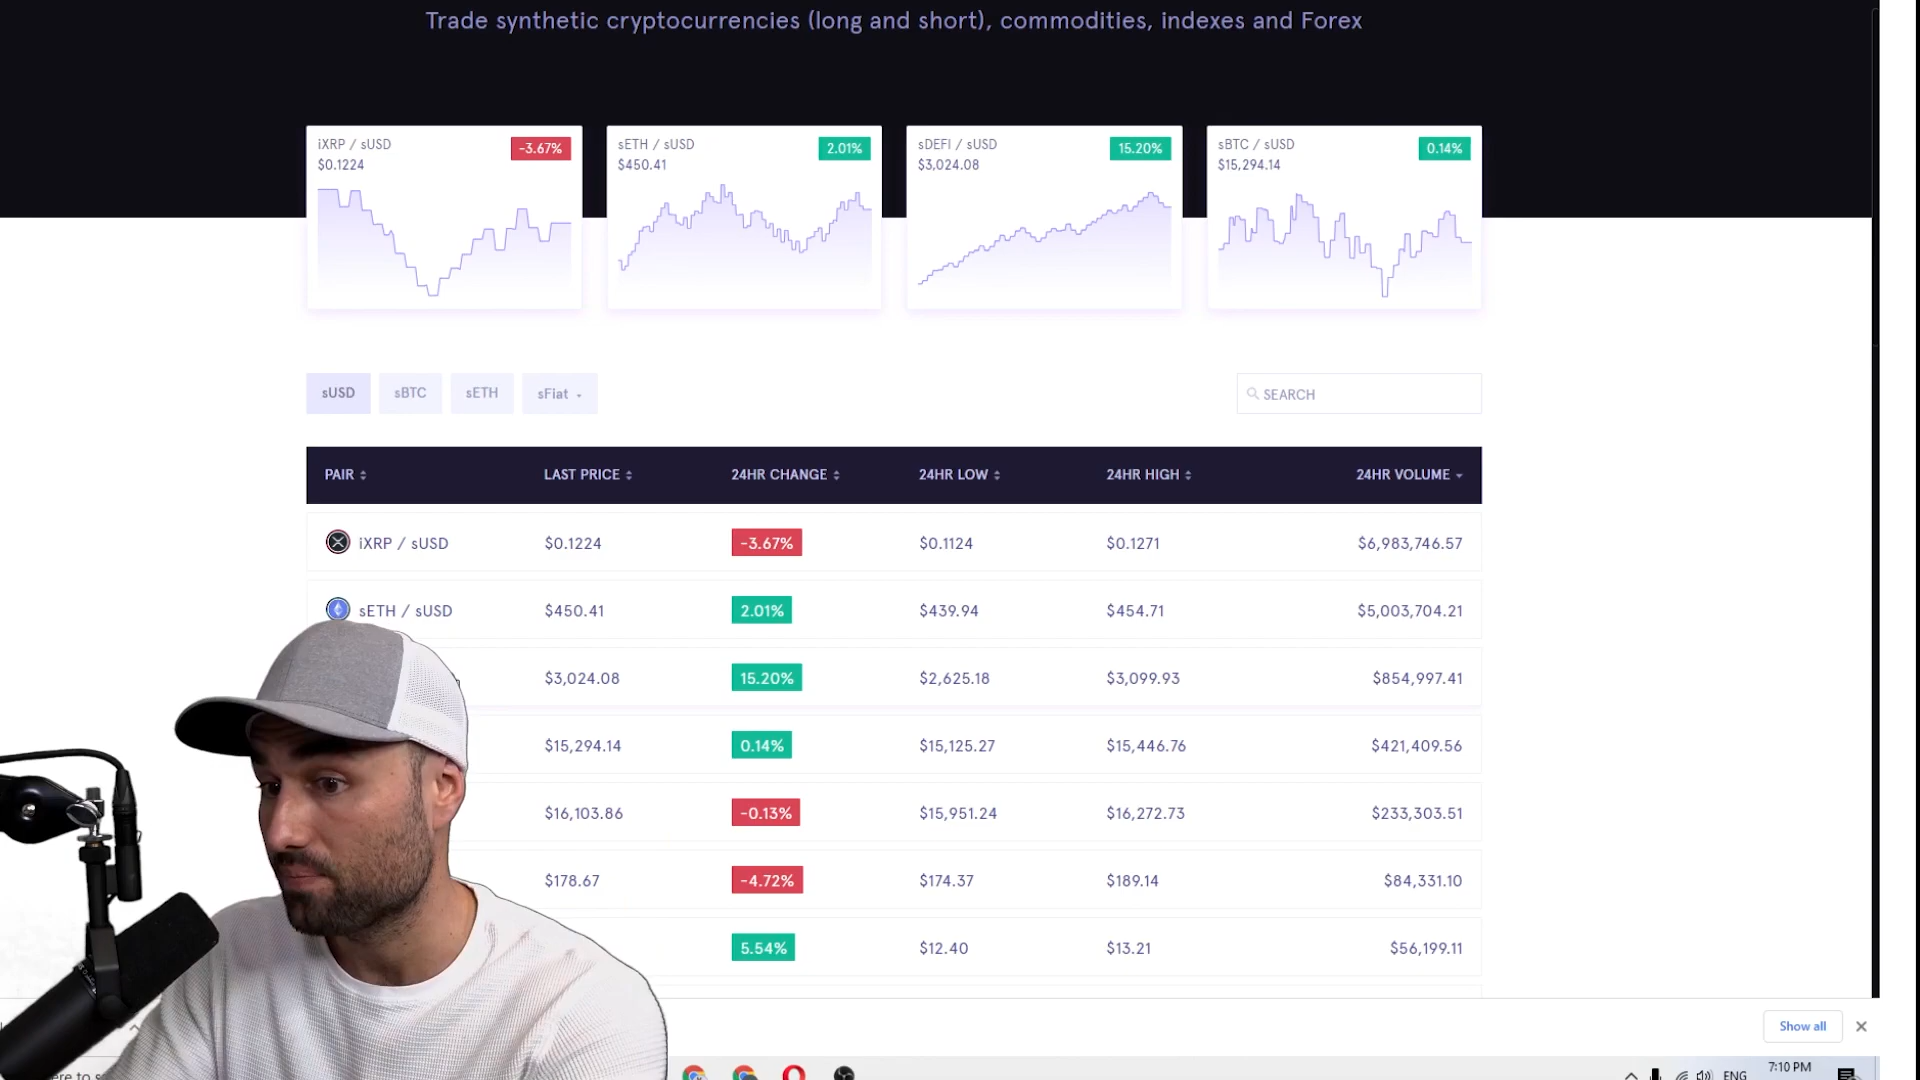 Trade synthetic cryptocurrencies (long and short), commodities, indexes and Forex
iXRP / sUSD -3.67%
$0.1224
sETH / sUSD 2.01%
$450.41
sDEFI / sUSD 15.20%
$3,024.08
sBTC / sUSD 0.14%
$15,294.14
sUSD sBTC sETH sFiat SEARCH
PAIR LAST PRICE 24HR CHANGE 24HR LOW 24HR HIGH 24HR VOLUME
iXRP / sUSD $0.1224 -3.67% $0.1124 $0.1271 $6,983,746.57
sETH / sUSD $450.41 2.01% $439.94 $454.71 $5,003,704.21
$3,024.08 15.20% $2,625.18 $3,099.93 $854,997.41
$15,294.14 0.14% $15,125.27 $15,446.76 $421,409.56
$16,103.86 -0.13% $15,951.24 $16,272.73 $233,303.51
$178.67 -4.72% $174.37 $189.14 $84,331.10
5.54% $12.40 $13.21 $56,199.11
Show all
ENG 7:10 PM